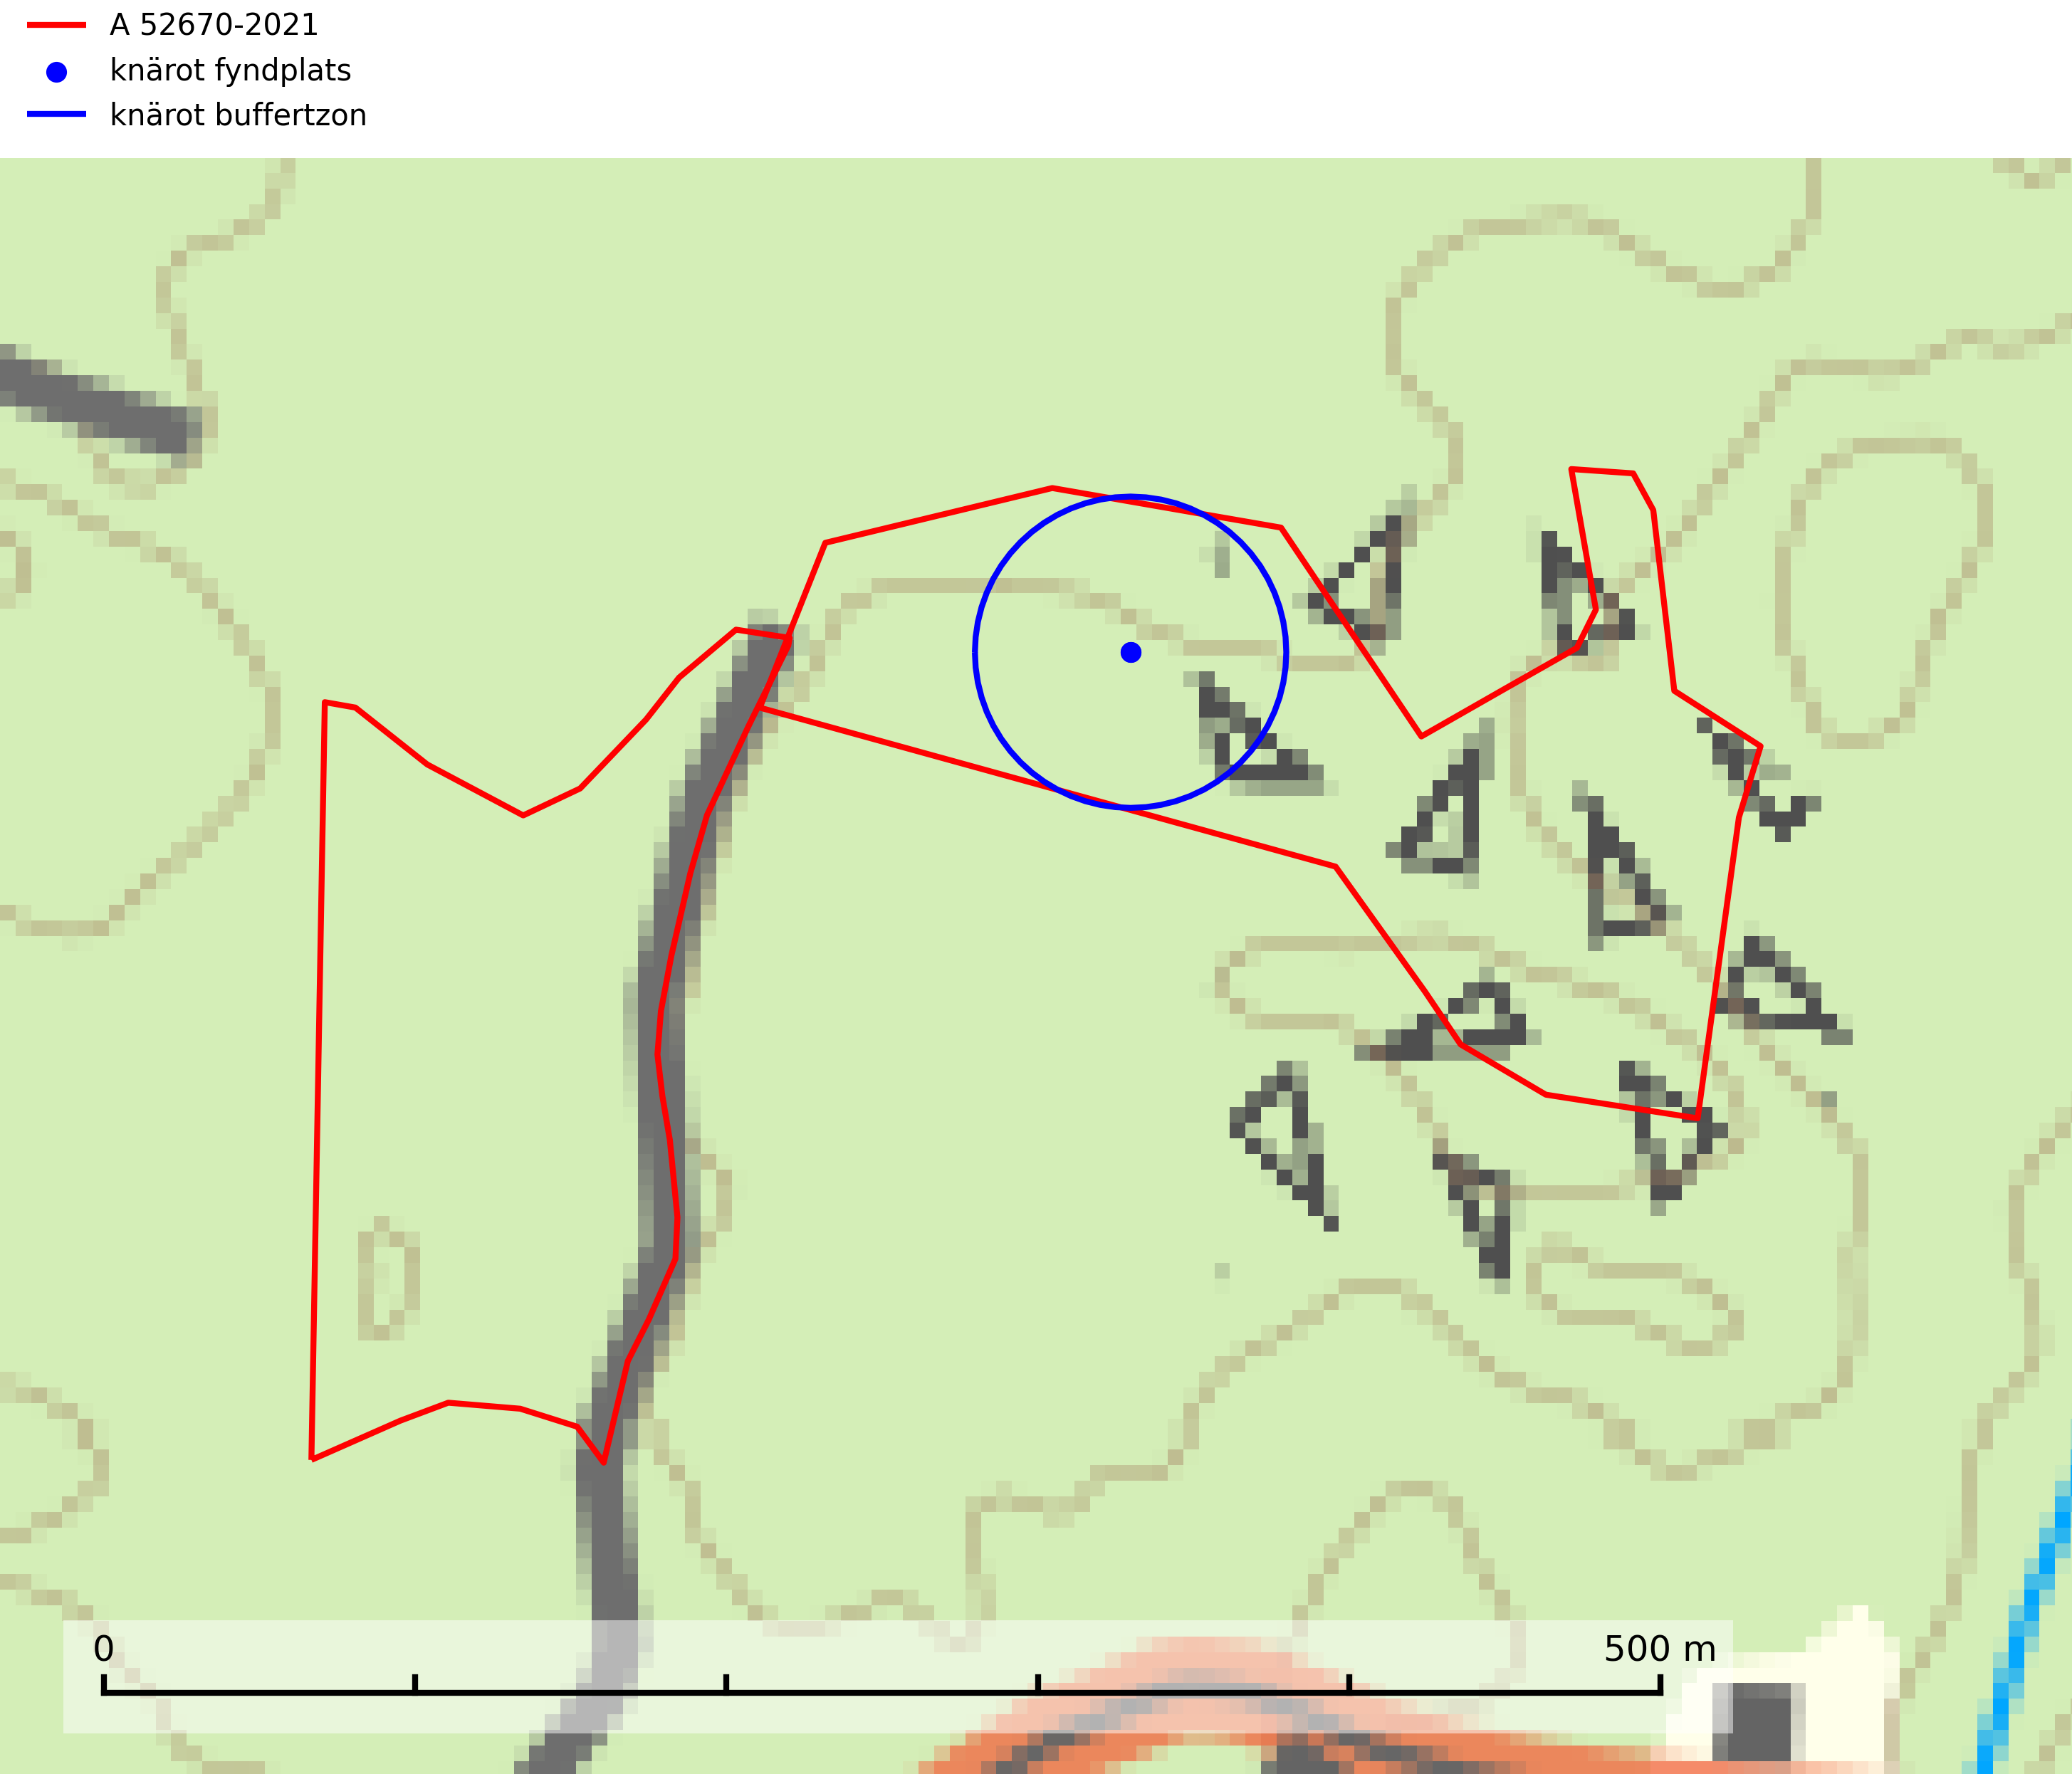 A 52670-2021
knärot fyndplats
knärot buffertzon
0
500 m